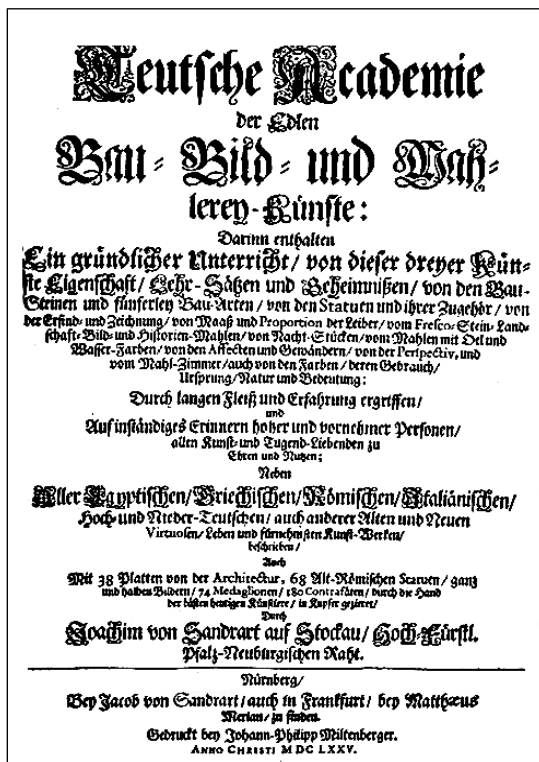 Teutsche Academie
der Edlen
Bau- Bild- und Mah-
lerey-Künste:
Darinn enthalten
Ein gründlicher Unterricht/ von dieser dreyer Kün-
ste Eigenschaft/ Lehr-Sätzen und Geheimnißen/ von den Bau-
Steinen und fünferley Bau-Arten/ von den Statuen und ihrer Zugehör/ von
der Erfind- und Zeichnung/ von Maaß und Proportion der Leiber/ vom Fresco- Stein- Land-
schaft- Bild- und Historien-Mahlen/ von Nacht-Stücken/ vom Mahlen mit Oel und
Wasser-Farben/ von den Affecten und Gewändern/ von der Perspectiv, und
vom Mahl-Zimmer/ auch von den Farben/ deren Gebrauch/
Ursprung/ Natur und Bedeutung:
Durch langen Fleiß und Erfahrung ergriffen/
und
Auf inständiges Erinnern hoher und vornehmer Personen/
allen Kunst- und Tugend-Liebenden zu
Ehren und Nutzen;
Neben
Aller Egyptischen/ Griechischen/ Römischen/ Italiänischen/
Hoch- und Nieder-Teutschen/ auch anderer Alten und Neuen
Virtuosen/ Leben und fürnehmsten Kunst-Werken/
beschrieben/
Auch
Mit 38 Platten von der Architectur, 68 Alt-Römischen Statuen/ ganz
und halben Bildern/ 74 Medaglionen/ 180 Contrafäten/ durch die Hand
der bästen heutigen Künstlere/ in Kupfer gezieret/
Durch
Joachim von Sandrart auf Stockau/ Hoch-Fürstl.
Pfalz-Neuburgischen Raht.
Nürnberg/
Bey Jacob von Sandrart/ auch in Frankfurt/ bey Matthæus
Merian/ zu finden.
Gedruckt bey Johann-Philipp Miltenberger.
ANNO CHRISTI M DC LXXV.